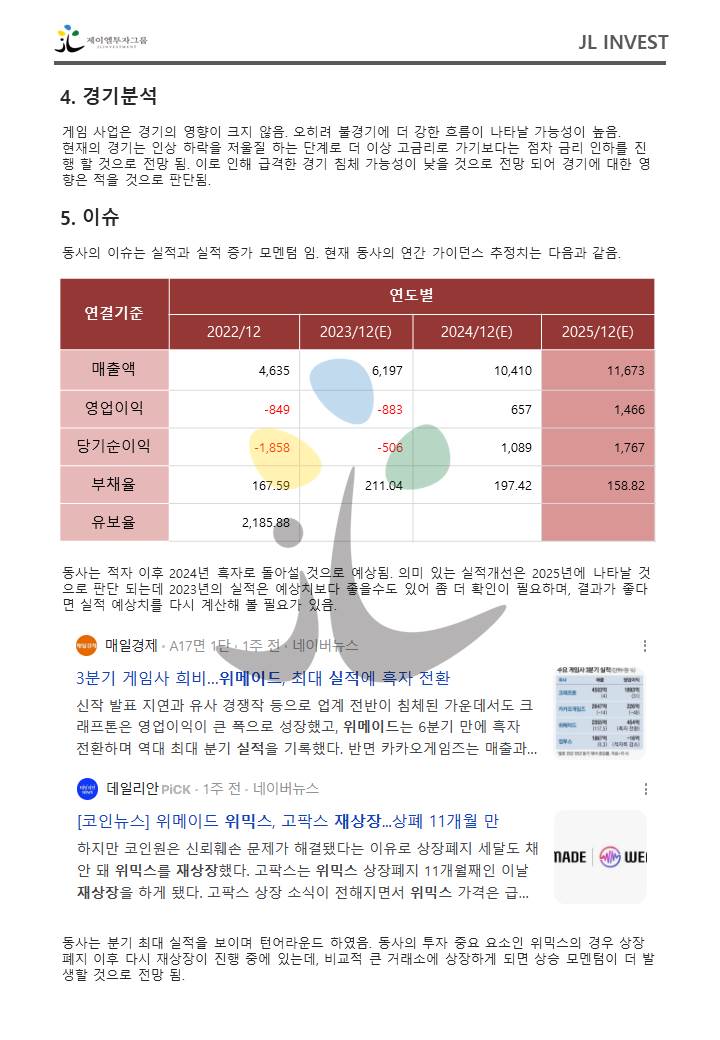 제이엘투자그룹
JL INVESTMENT
JL INVEST
4. 경기분석
게임 사업은 경기의 영향이 크지 않음. 오히려 불경기에 더 강한 흐름이 나타날 가능성이 높음.
현재의 경기는 인상 하락을 저울질 하는 단계로 더 이상 고금리로 가기보다는 점차 금리 인하를 진
행 할 것으로 전망 됨. 이로 인해 급격한 경기 침체 가능성이 낮을 것으로 전망 되어 경기에 대한 영
향은 적을 것으로 판단됨.
5. 이슈
동사의 이슈는 실적과 실적 증가 모멘텀 임. 현재 동사의 연간 가이던스 추정치는 다음과 같음.
연결기준 연도별
2022/12 2023/12(E) 2024/12(E) 2025/12(E)
매출액 4,635 6,197 10,410 11,673
영업이익 -849 -883 657 1,466
당기순이익 -1,858 -506 1,089 1,767
부채율 167.59 211.04 197.42 158.82
유보율 2,185.88
동사는 적자 이후 2024년 흑자로 돌아설 것으로 예상됨. 의미 있는 실적개선은 2025년에 나타날 것
으로 판단 되는데 2023년의 실적은 예상치보다 좋을수도 있어 좀 더 확인이 필요하며, 결과가 좋다
면 실적 예상치를 다시 계산해 볼 필요가 있음.
매일경제 · A17면 1단 · 1주 전 · 네이버뉴스
3분기 게임사 희비...위메이드, 최대 실적에 흑자 전환
신작 발표 지연과 유사 경쟁작 등으로 업계 전반이 침체된 가운데서도 크
래프톤은 영업이익이 큰 폭으로 성장했고, 위메이드는 6분기 만에 흑자
전환하며 역대 최대 분기 실적을 기록했다. 반면 카카오게임즈는 매출과...
수요 게임사 3분기 실적
데일리안 PiCK · 1주 전 · 네이버뉴스
[코인뉴스] 위메이드 위믹스, 고팍스 재상장...상폐 11개월 만
하지만 코인원은 신뢰훼손 문제가 해결됐다는 이유로 상장폐지 세달도 채
안 돼 위믹스를 재상장했다. 고팍스는 위믹스 상장폐지 11개월째인 이날
재상장을 하게 됐다. 고팍스 상장 소식이 전해지면서 위믹스 가격은 급...
MADE WEI
동사는 분기 최대 실적을 보이며 턴어라운드 하였음. 동사의 투자 중요 요소인 위믹스의 경우 상장
폐지 이후 다시 재상장이 진행 중에 있는데, 비교적 큰 거래소에 상장하게 되면 상승 모멘텀이 더 발
생할 것으로 전망 됨.